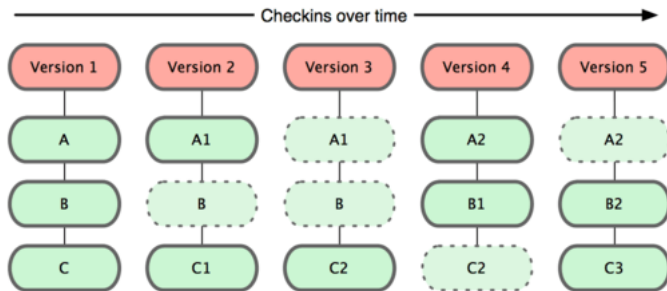 Checkins over time
Version 1 Version 2 Version 3 Version 4 Version 5
A A1 A1 A2 A2
B B B B1 B2
C C1 C2 C2 C3